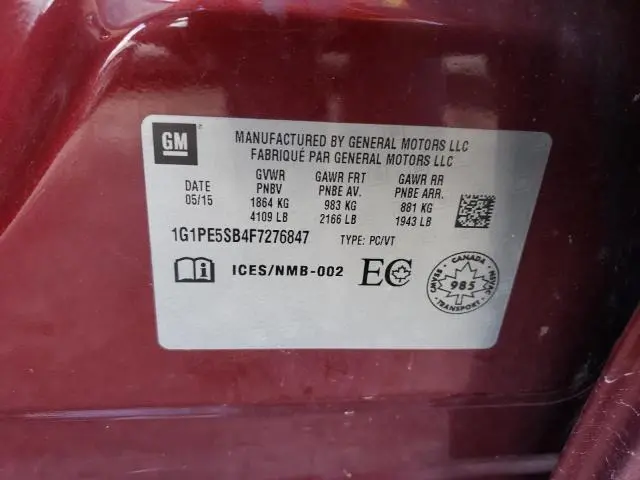 GM
MANUFACTURED BY GENERAL MOTORS LLC
FABRIQUÉ PAR GENERAL MOTORS LLC
DATE
05/15
GVWR
PNBV
1864 KG
4109 LB
GAWR FRT
PNBE AV.
983 KG
2166 LB
GAWR RR
PNBE ARR.
881 KG
1943 LB
1G1PE5SB4F7276847 TYPE: PC/VT
ICES/NMB-002 EC
CMVSS · CANADA · NSVAC
985
· TRANSPORT ·